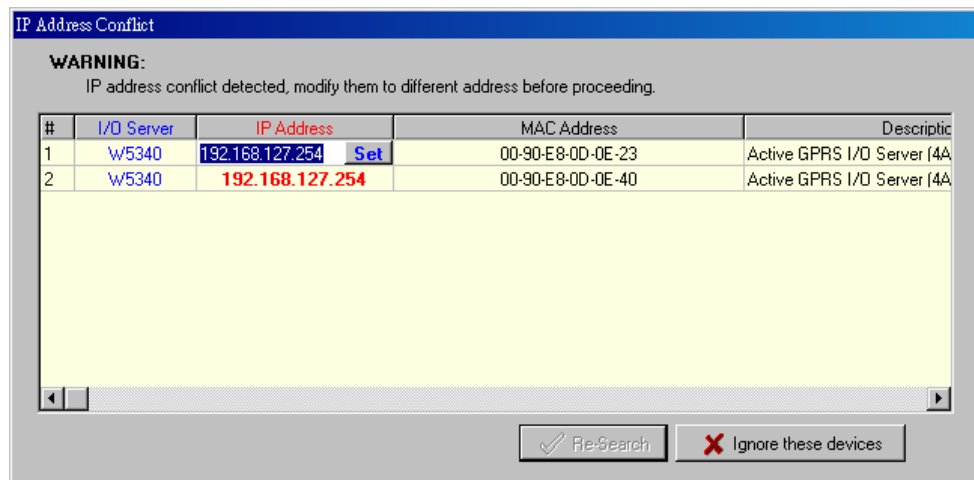 IP Address Conflict
WARNING:
IP address conflict detected, modify them to different address before proceeding.
# I/O Server IP Address MAC Address Descriptic
1 W5340 192.168.127.254 Set 00-90-E8-0D-0E-23 Active GPRS I/O Server (4A
2 W5340 192.168.127.254 00-90-E8-0D-0E-40 Active GPRS I/O Server (4A
Re-Search Ignore these devices